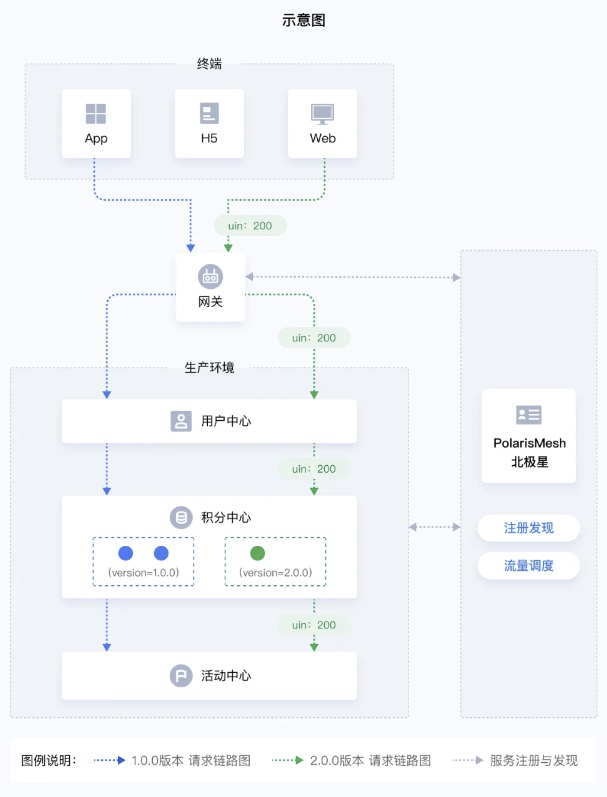 示意图
终端
App
H5
Web
uin：200
网关
uin：200
生产环境
用户中心
uin：200
积分中心
(version=1.0.0)
(version=2.0.0)
uin：200
活动中心
PolarisMesh
北极星
注册发现
流量调度
图例说明：
1.0.0版本 请求链路图
2.0.0版本 请求链路图
服务注册与发现